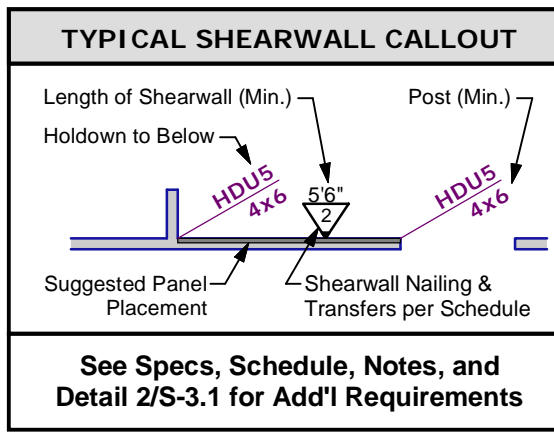 TYPICAL SHEARWALL CALLOUT
Length of Shearwall (Min.)
Post (Min.)
Holdown to Below
HDU5
4x6
5'6"
2
HDU5
4x6
Suggested Panel
Placement
Shearwall Nailing &
Transfers per Schedule
See Specs, Schedule, Notes, and
Detail 2/S-3.1 for Add'l Requirements